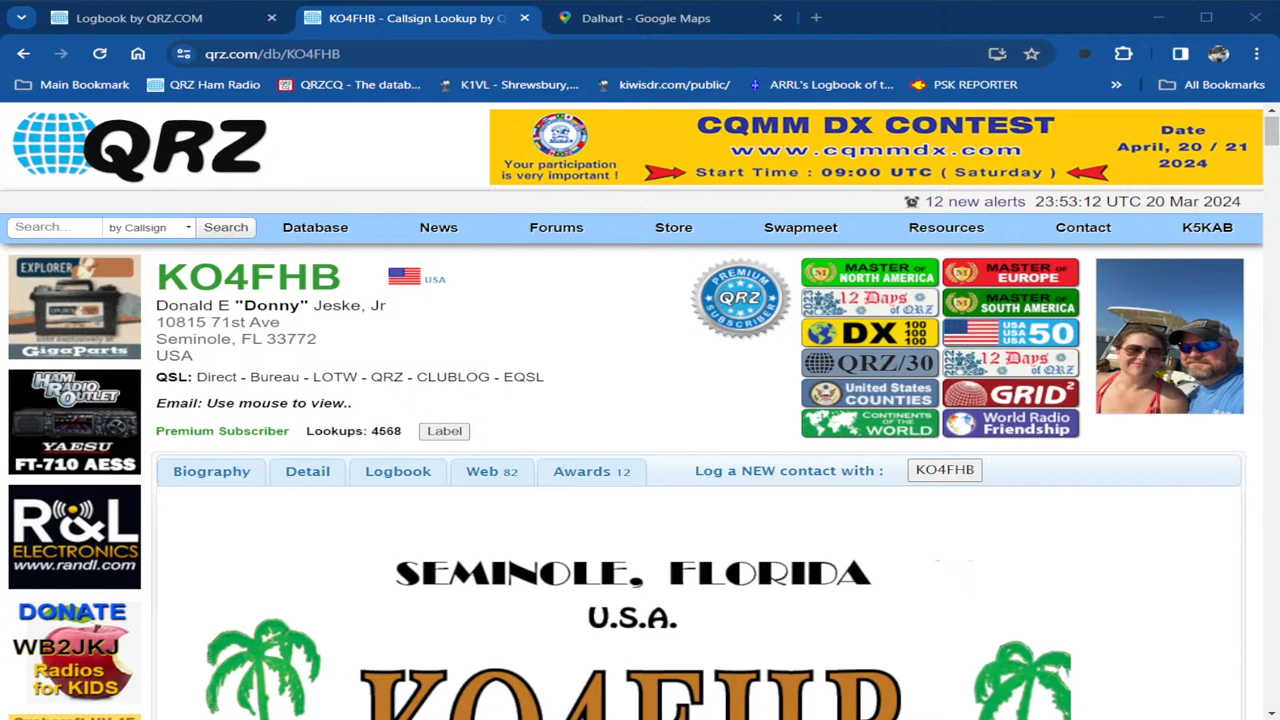 Logbook by QRZ.COM
KO4FHB - Callsign Lookup by Q
Dalhart - Google Maps
qrz.com/db/KO4FHB
Main Bookmark
QRZ Ham Radio
QRZCQ - The datab...
K1VL - Shrewsbury,...
kiwisdr.com/public/
ARRL's Logbook of t...
PSK REPORTER
All Bookmarks
QRZ
Your participation
is very important !
CQMM DX CONTEST
www.cqmmdx.com
Start Time : 09:00 UTC ( Saturday )
Date
April, 20 / 21
2024
12 new alerts 23:53:12 UTC 20 Mar 2024
Search...
by Callsign
Search
Database
News
Forums
Store
Swapmeet
Resources
Contact
K5KAB
EXPLORER
GigaParts
KO4FHB
USA
Donald E "Donny" Jeske, Jr
10815 71st Ave
Seminole, FL 33772
USA
QSL: Direct - Bureau - LOTW - QRZ - CLUBLOG - EQSL
Email: Use mouse to view..
Premium Subscriber Lookups: 4568 Label
PREMIUM
QRZ
SUBSCRIBER
MASTER OF
NORTH AMERICA
MASTER OF
EUROPE
2023 12 Days
of QRZ
MASTER OF
SOUTH AMERICA
DX 100
100
100
USA
USA 50
QRZ/30
2022 12 Days
of QRZ
United States
COUNTIES
GRID²
CONTINENTS
OF THE
WORLD
World Radio
Friendship
HAM RADIO
OUTLET
YAESU
FT-710 AESS
R&L
ELECTRONICS
www.randl.com
DONATE
WB2JKJ
Radios
for KIDS
Biography
Detail
Logbook
Web 82
Awards 12
Log a NEW contact with :
KO4FHB
SEMINOLE, FLORIDA
U.S.A.
KO4FHB